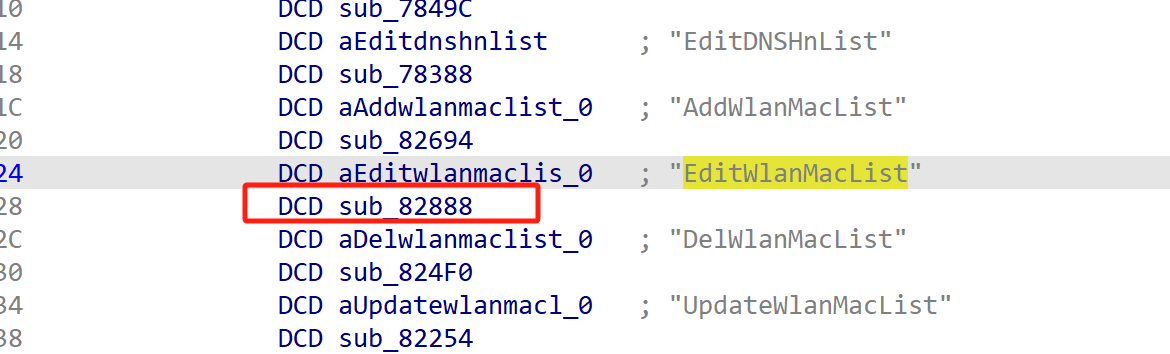 10 DCD sub_7849C
14 DCD aEditdnshnlist ; "EditDNSHnList"
18 DCD sub_78388
1C DCD aAddwlanmaclist_0 ; "AddWlanMacList"
20 DCD sub_82694
24 DCD aEditwlanmaclis_0 ; "EditWlanMacList"
28 DCD sub_82888
2C DCD aDelwlanmaclist_0 ; "DelWlanMacList"
30 DCD sub_824F0
34 DCD aUpdatewlanmacl_0 ; "UpdateWlanMacList"
38 DCD sub_82254